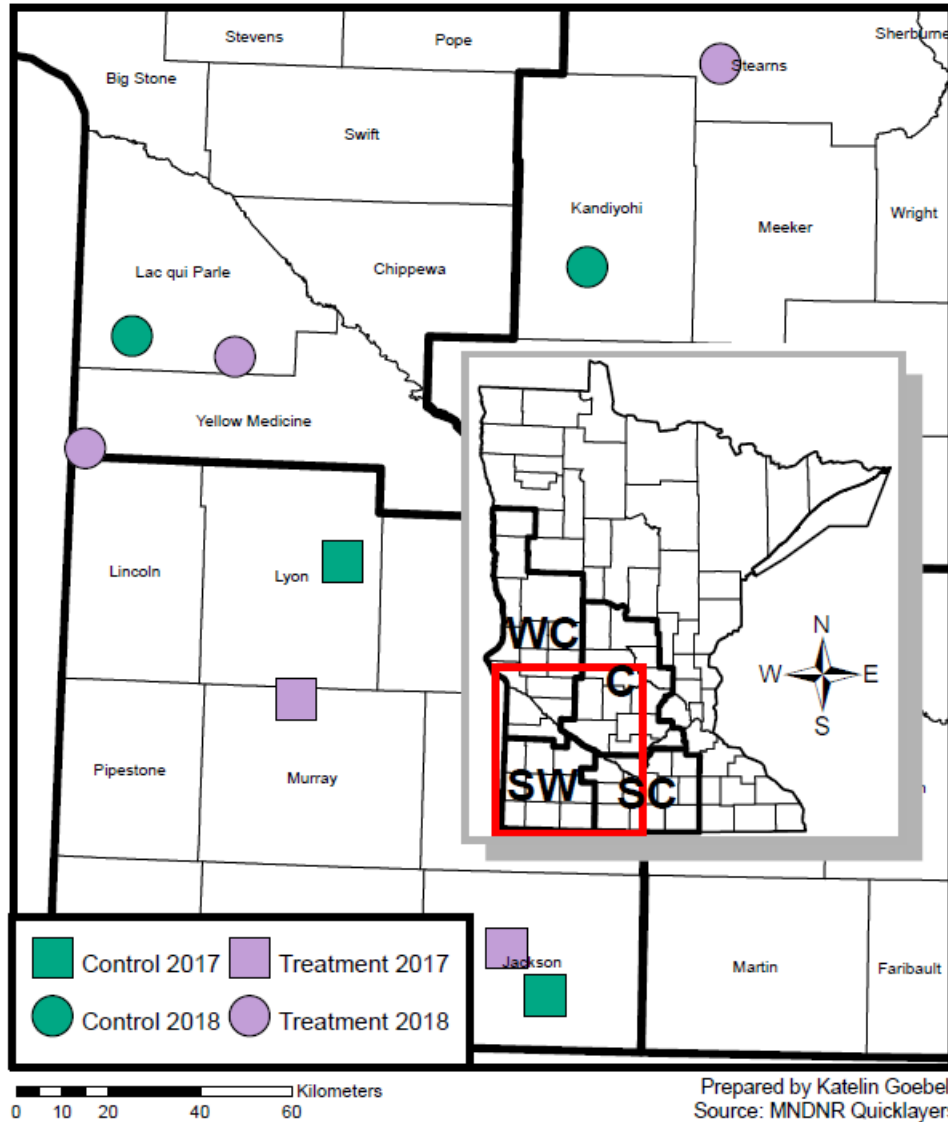 Stevens
Pope
Sherburne
Big Stone
Stearns
Swift
Kandiyohi
Meeker
Wright
Lac qui Parle
Chippewa
Yellow Medicine
Lincoln
Lyon
Pipestone
Murray
WC
C
SW
SC
N
W
E
S
Jackson
Martin
Faribault
Control 2017
Treatment 2017
Control 2018
Treatment 2018
Kilometers
0 10 20 40 60
Prepared by Katelin Goebel
Source: MNDNR Quicklayers